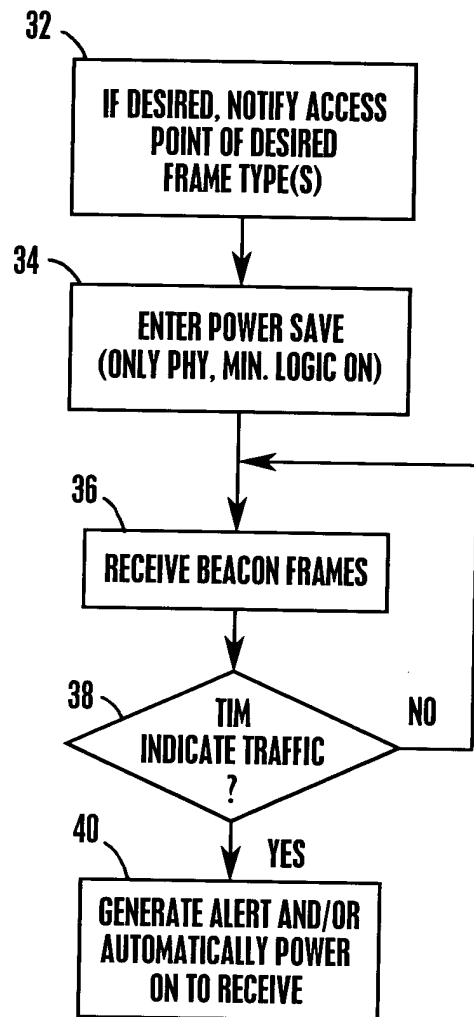 32
IF DESIRED, NOTIFY ACCESS
POINT OF DESIRED
FRAME TYPE(S)
34
ENTER POWER SAVE
(ONLY PHY, MIN. LOGIC ON)
36
RECEIVE BEACON FRAMES
38
TIM
INDICATE TRAFFIC
?
NO
YES
40
GENERATE ALERT AND/OR
AUTOMATICALLY POWER
ON TO RECEIVE